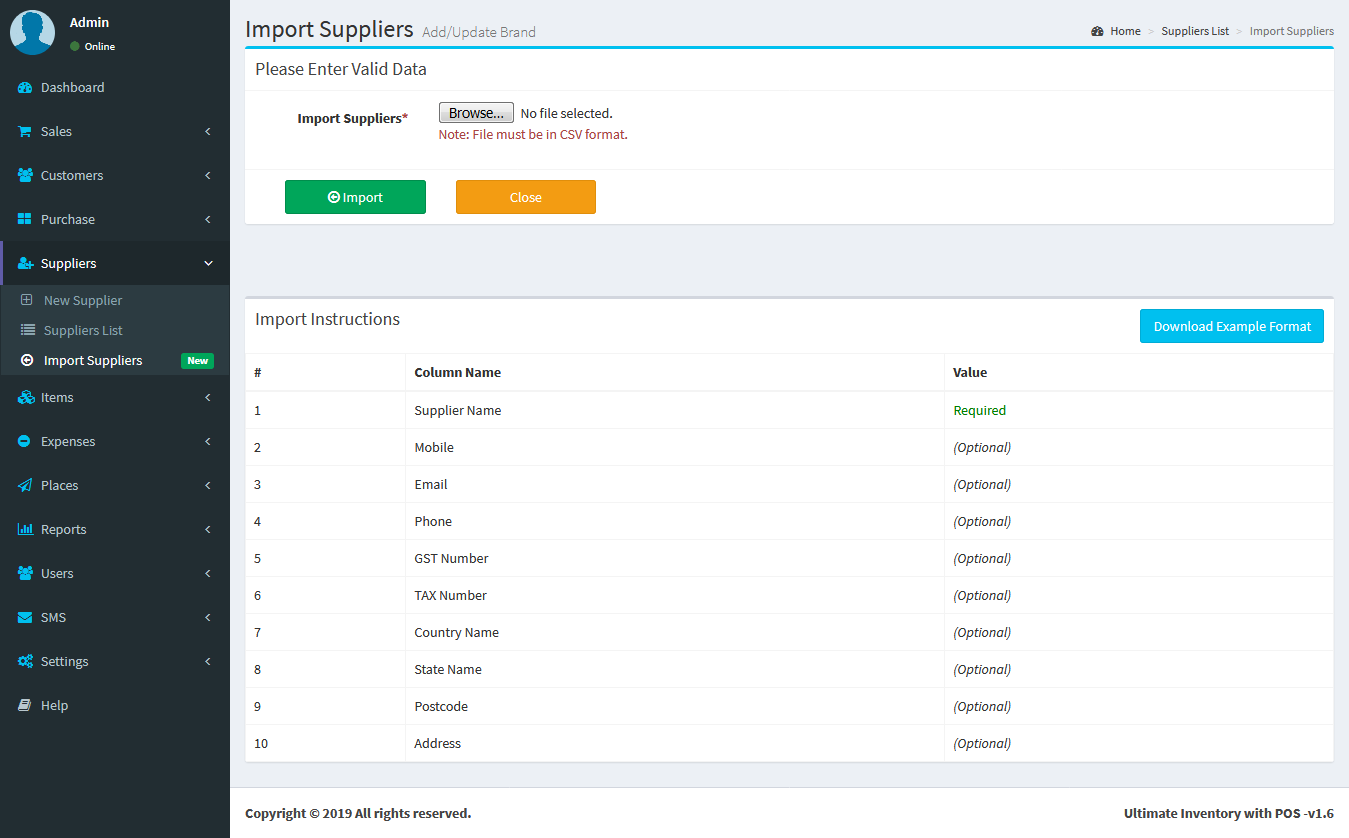 Admin
Online
Dashboard
Sales
Customers
Purchase
Suppliers
New Supplier
Suppliers List
Import Suppliers New
Items
Expenses
Places
Reports
Users
SMS
Settings
Help
Import Suppliers Add/Update Brand
Home > Suppliers List > Import Suppliers
Please Enter Valid Data
Import Suppliers* Browse... No file selected.
Note: File must be in CSV format.
Import Close
Import Instructions Download Example Format
# Column Name Value
1 Supplier Name Required
2 Mobile (Optional)
3 Email (Optional)
4 Phone (Optional)
5 GST Number (Optional)
6 TAX Number (Optional)
7 Country Name (Optional)
8 State Name (Optional)
9 Postcode (Optional)
10 Address (Optional)
Copyright © 2019 All rights reserved. Ultimate Inventory with POS -v1.6